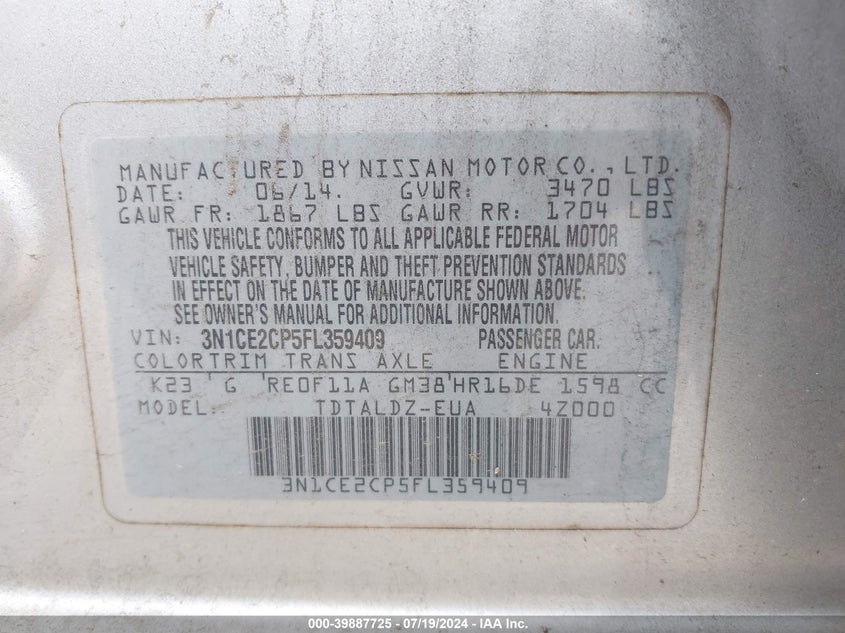 MANUFACTURED BY NISSAN MOTOR CO., LTD.
DATE: 06/14. GVWR: 3470 LBS
GAWR FR: 1867 LBS GAWR RR: 1704 LBS
THIS VEHICLE CONFORMS TO ALL APPLICABLE FEDERAL MOTOR
VEHICLE SAFETY, BUMPER AND THEFT PREVENTION STANDARDS
IN EFFECT ON THE DATE OF MANUFACTURE SHOWN ABOVE.
SEE OWNER'S MANUAL FOR ADDITIONAL INFORMATION.
VIN: 3N1CE2CP5FL359409 PASSENGER CAR.
COLORTRIM TRANS AXLE ENGINE
K23 G RE0F11A GM38 HR16DE 1598 CC
MODEL: TDTALDZ-EUA 4Z000
3N1CE2CP5FL359409
000-39887725 - 07/19/2024 - IAA Inc.